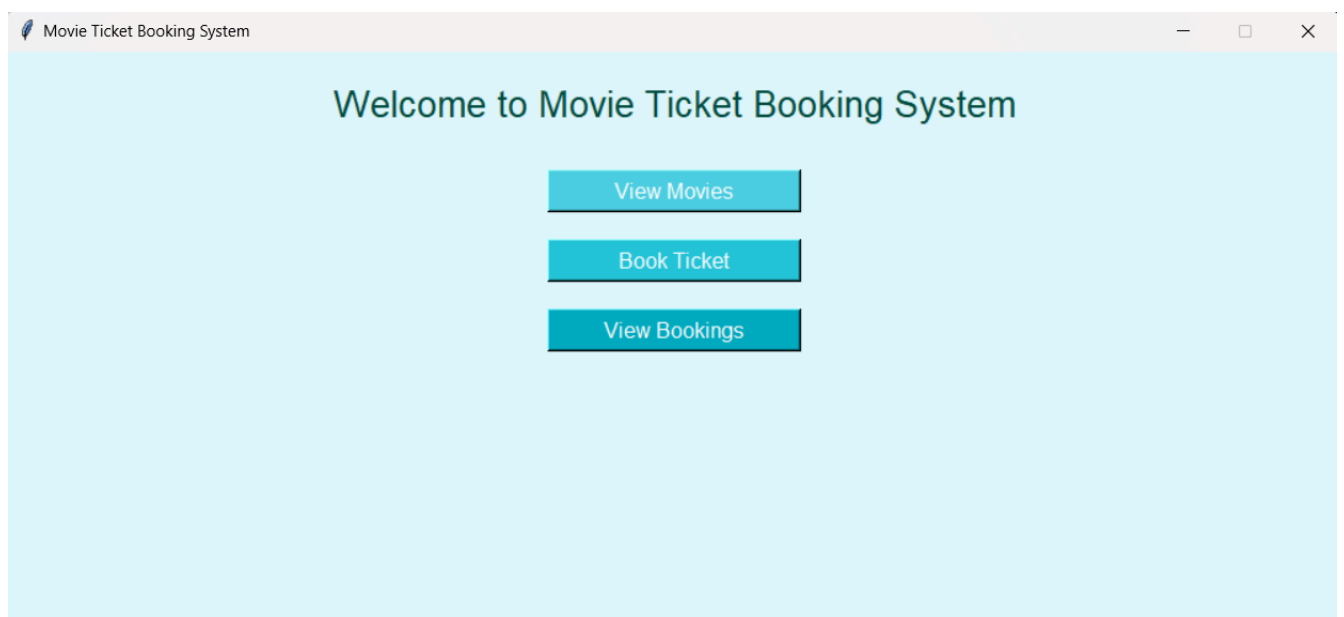 Movie Ticket Booking System
Welcome to Movie Ticket Booking System
View Movies
Book Ticket
View Bookings